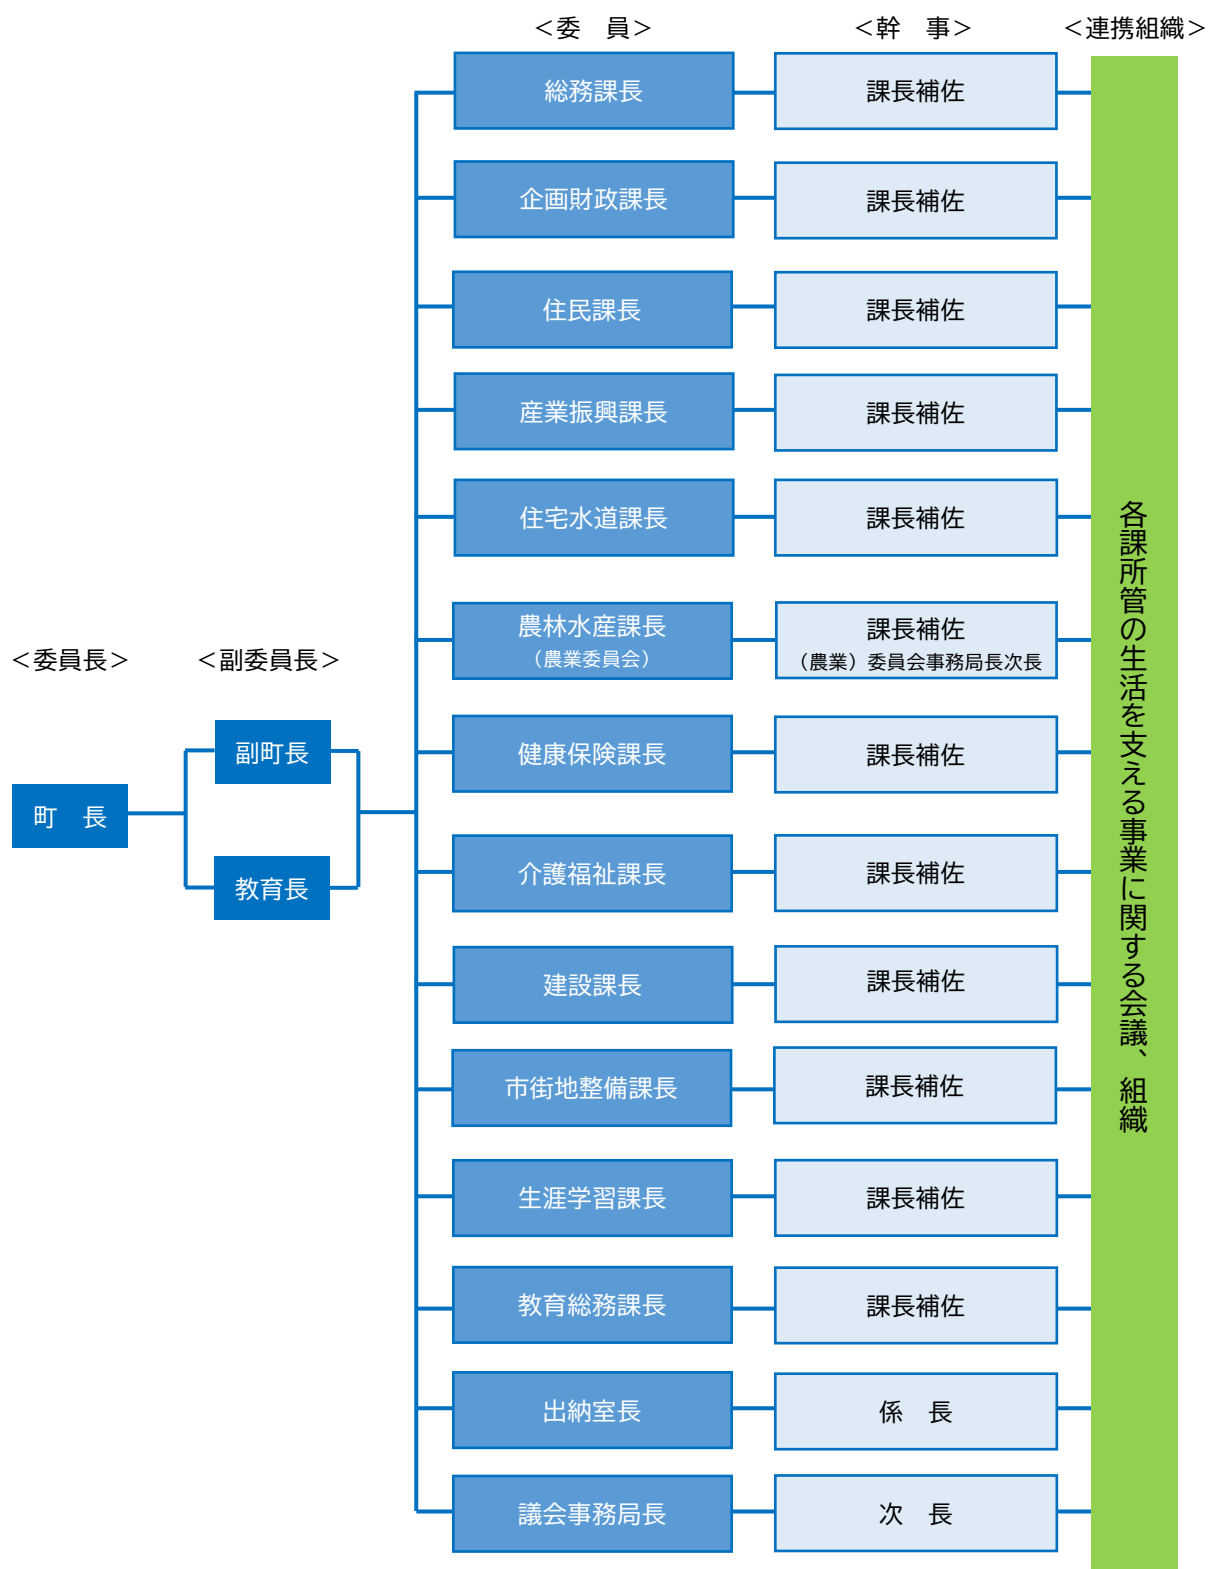 ＜委　員＞
＜幹　事＞
＜連携組織＞
総務課長
課長補佐
企画財政課長
課長補佐
住民課長
課長補佐
産業振興課長
課長補佐
住宅水道課長
課長補佐
農林水産課長
（農業委員会）
課長補佐
（農業）委員会事務局長次長
＜委員長＞
＜副委員長＞
町　長
副町長
教育長
健康保険課長
課長補佐
介護福祉課長
課長補佐
建設課長
課長補佐
市街地整備課長
課長補佐
生涯学習課長
課長補佐
教育総務課長
課長補佐
出納室長
係　長
議会事務局長
次　長
各課所管の生活を支える事業に関する会議、組織